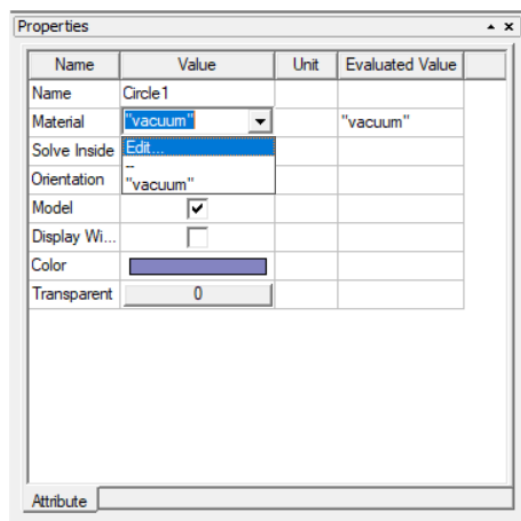 Properties
Name Value Unit Evaluated Value
Name Circle1
Material "vacuum" "vacuum"
Solve Inside Edit...
--
Orientation "vacuum"
Model
Display Wi...
Color
Transparent 0
Attribute